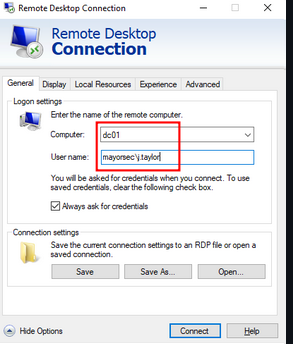 Remote Desktop Connection
Remote Desktop
Connection
General Display Local Resources Experience Advanced
Logon settings
Enter the name of the remote computer.
Computer: dc01
User name: mayorsec\j.taylor
You will be asked for credentials when you connect. To use
saved credentials, clear the following check box.
Always ask for credentials
Connection settings
Save the current connection settings to an RDP file or open a
saved connection.
Save Save As... Open...
Hide Options Connect Help